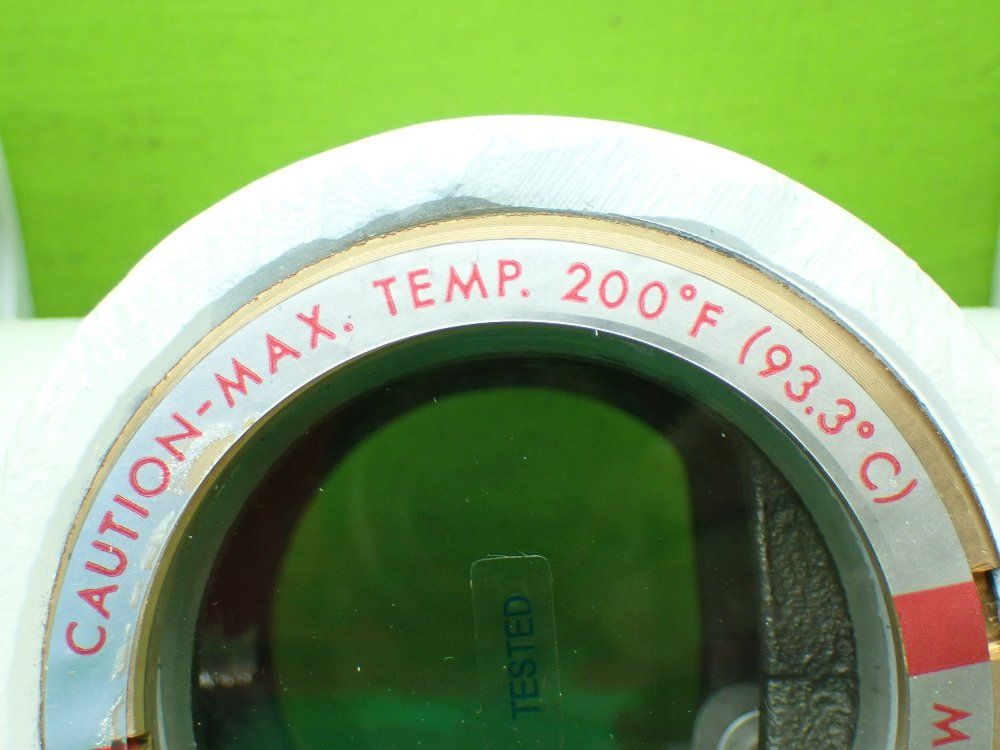 CAUTION-MAX. TEMP. 200°F (93.3°C)
TESTED